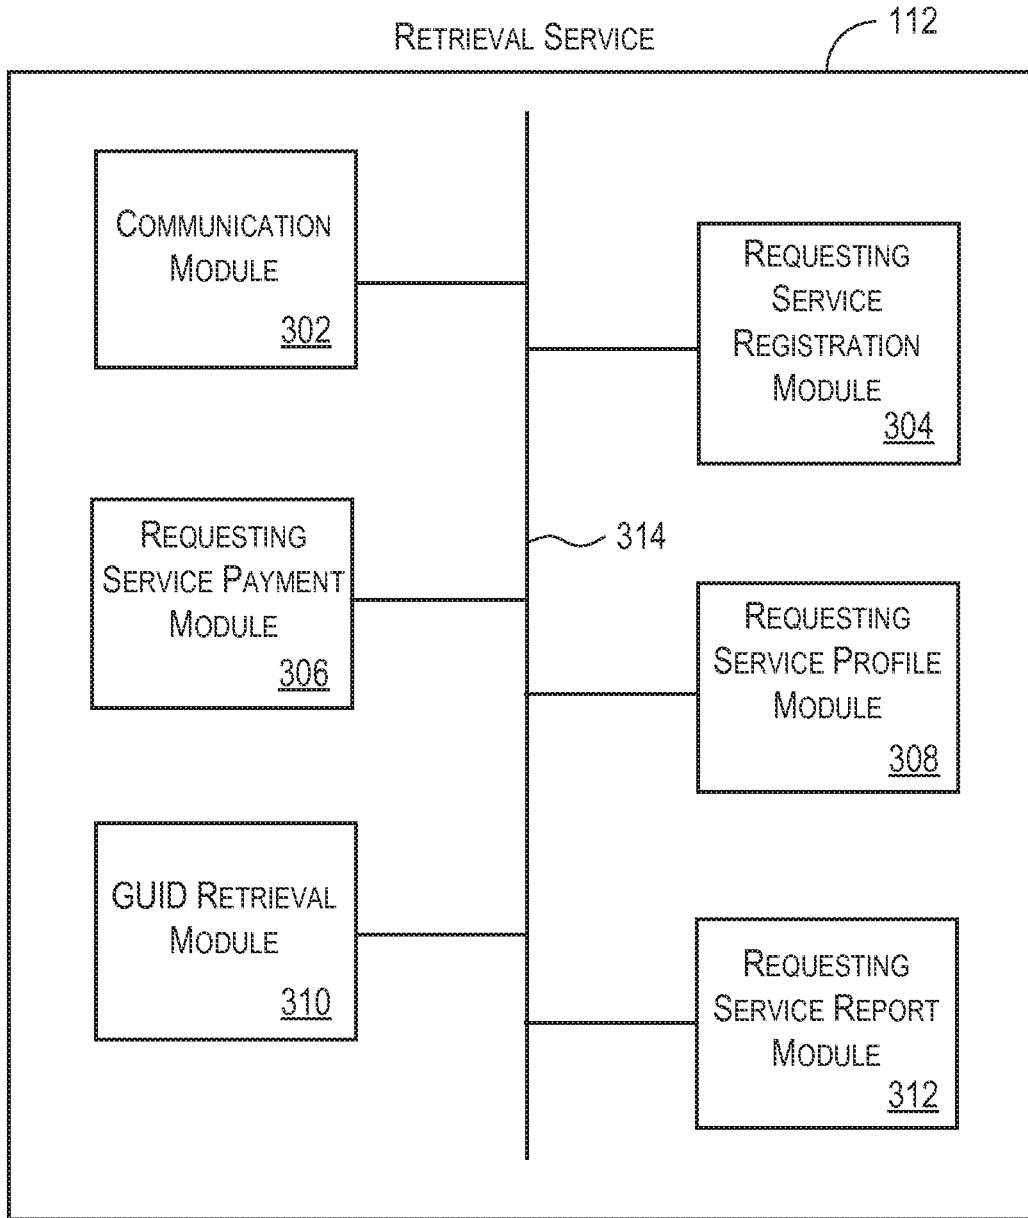 RETRIEVAL SERVICE
112
COMMUNICATION
MODULE
302
REQUESTING
SERVICE
REGISTRATION
MODULE
304
REQUESTING
SERVICE PAYMENT
MODULE
306
314
REQUESTING
SERVICE PROFILE
MODULE
308
GUID RETRIEVAL
MODULE
310
REQUESTING
SERVICE REPORT
MODULE
312